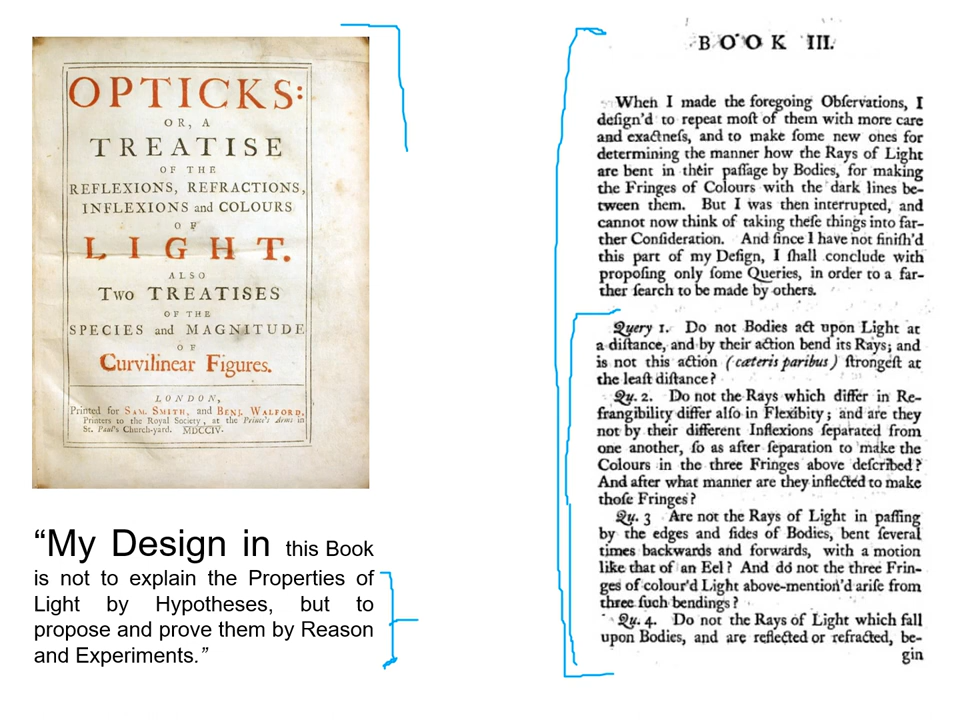 OPTICKS:
OR, A
TREATISE
OF THE
REFLEXIONS, REFRACTIONS,
INFLEXIONS and COLOURS
OF
LIGHT.
ALSO
Two TREATISES
OF THE
SPECIES and MAGNITUDE
OF
Curvilinear Figures.
LONDON,
Printed for SAM. SMITH, and BENJ. WALFORD,
Printers to the Royal Society, at the Prince's Arms in
St. Paul's Church-yard. MDCCIV.
“My Design in this Book
is not to explain the Properties of
Light by Hypotheses, but to
propose and prove them by Reason
and Experiments.”
BOOK III.
When I made the foregoing Obſervations, I
deſign'd to repeat moſt of them with more care
and exactneſs, and to make ſome new ones for
determining the manner how the Rays of Light
are bent in their paſſage by Bodies, for making
the Fringes of Colours with the dark lines be-
tween them. But I was then interrupted, and
cannot now think of taking theſe things into far-
ther Conſideration. And ſince I have not finiſh'd
this part of my Deſign, I ſhall conclude with
propoſing only ſome Queries, in order to a far-
ther ſearch to be made by others.
Query 1. Do not Bodies act upon Light at
a diſtance, and by their action bend its Rays; and
is not this action (cæteris paribus) ſtrongeſt at
the leaſt diſtance?
Qu. 2. Do not the Rays which differ in Re-
frangibility differ alſo in Flexibity; and are they
not by their different Inflexions ſeparated from
one another, ſo as after ſeparation to make the
Colours in the three Fringes above deſcribed?
And after what manner are they inflected to make
thoſe Fringes?
Qu. 3 Are not the Rays of Light in paſſing
by the edges and ſides of Bodies, bent ſeveral
times backwards and forwards, with a motion
like that of an Eel? And do not the three Frin-
ges of colour'd Light above-mention'd ariſe from
three ſuch bendings?
Qu. 4. Do not the Rays of Light which fall
upon Bodies, and are reflected or refracted, be-
gin